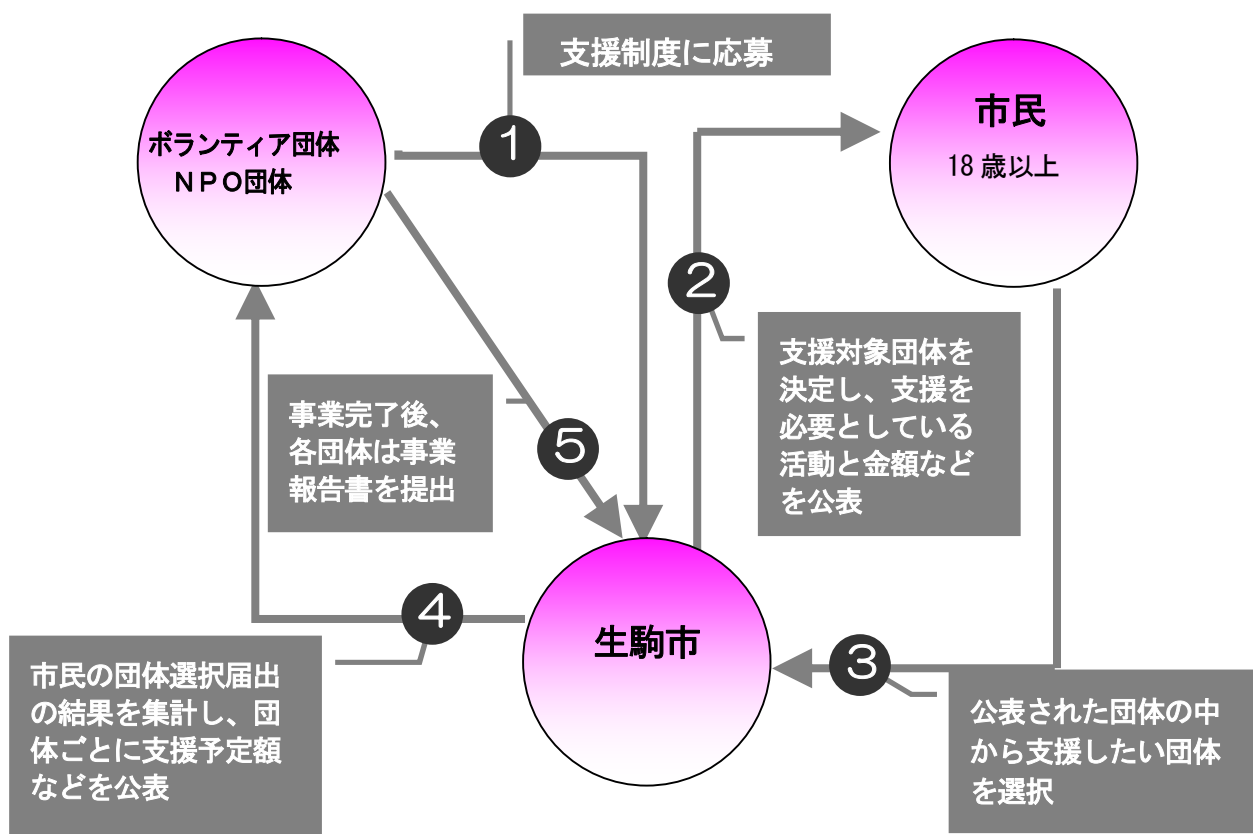 支援制度に応募
①
ボランティア団体
ＮＰＯ団体
市民
18歳以上
②
支援対象団体を
決定し、支援を
必要としている
活動と金額など
を公表
事業完了後、
各団体は事業
報告書を提出
⑤
④
生駒市
③
市民の団体選択届出
の結果を集計し、団
体ごとに支援予定額
などを公表
公表された団体の中
から支援したい団体
を選択